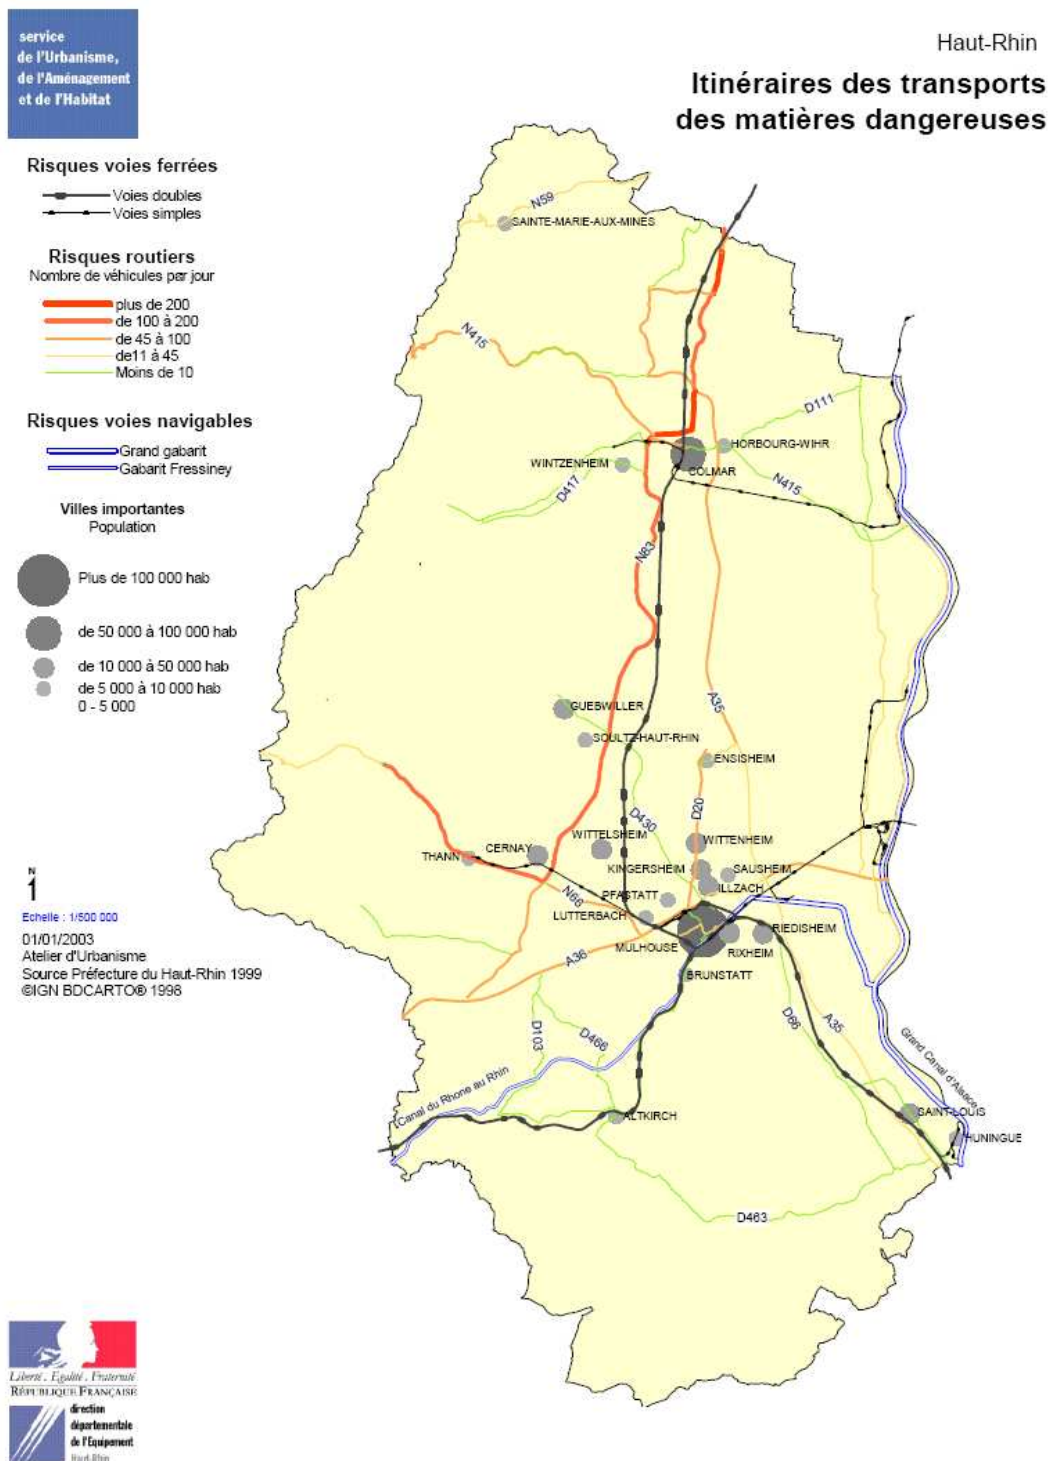 service
de l'Urbanisme,
de l'Aménagement
et de l'Habitat
Haut-Rhin
Itinéraires des transports
des matières dangereuses
Risques voies ferrées
Voies doubles
Voies simples
Risques routiers
Nombre de véhicules par jour
plus de 200
de 100 à 200
de 45 à 100
de11 à 45
Moins de 10
Risques voies navigables
Grand gabarit
Gabarit Fressiney
Villes importantes
Population
Plus de 100 000 hab
de 50 000 à 100 000 hab
de 10 000 à 50 000 hab
de 5 000 à 10 000 hab
0 - 5 000
N59
SAINTE-MARIE-AUX-MINES
N415
D111
HORBOURG-WIHR
WINTZENHEIM
COLMAR
D417
N415
N83
A35
GUEBWILLER
SOULTZ-HAUT-RHIN
ENSISHEIM
D20
D430
WITTELSHEIM
WITTENHEIM
CERNAY
THANN
KINGERSHEIM
SAUSHEIM
ILLZACH
N66
PFASTATT
LUTTERBACH
RIEDISHEIM
MULHOUSE
RIXHEIM
A36
BRUNSTATT
D103
D466
D66
A35
Grand Canal d'Alsace
Canal du Rhone au Rhin
ALTKIRCH
SAINT-LOUIS
HUNINGUE
D463
N
1
Echelle : 1/500 000
01/01/2003
Atelier d'Urbanisme
Source Préfecture du Haut-Rhin 1999
©IGN BDCARTO® 1998
Liberté . Égalité . Fraternité
RÉPUBLIQUE FRANÇAISE
direction
départementale
de l'Equipement
Haut-Rhin